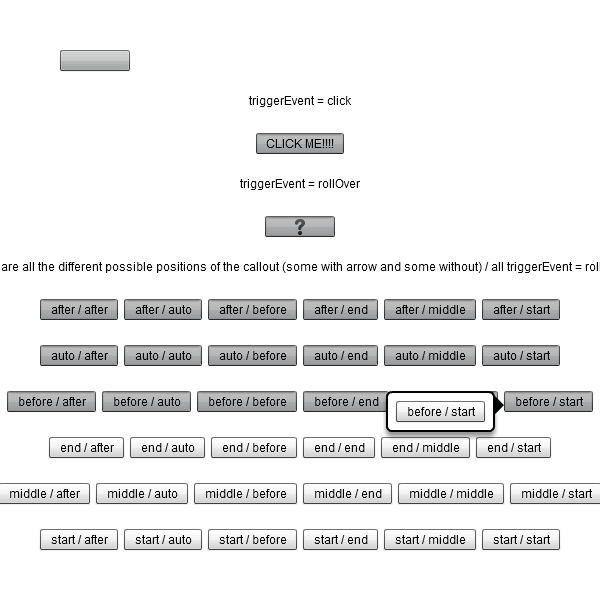 triggerEvent = click
CLICK ME!!!!
triggerEvent = rollOver
?
are all the different possible positions of the callout (some with arrow and some without) / all triggerEvent =
after / after after / auto after / before after / end after / middle after / start
auto / after auto / auto auto / before auto / end auto / middle auto / start
before / after before / auto before / before before / end before / start before / start
end / after end / auto end / before end / end end / middle end / start
middle / after middle / auto middle / before middle / end middle / middle middle / start
start / after start / auto start / before start / end start / middle start / start